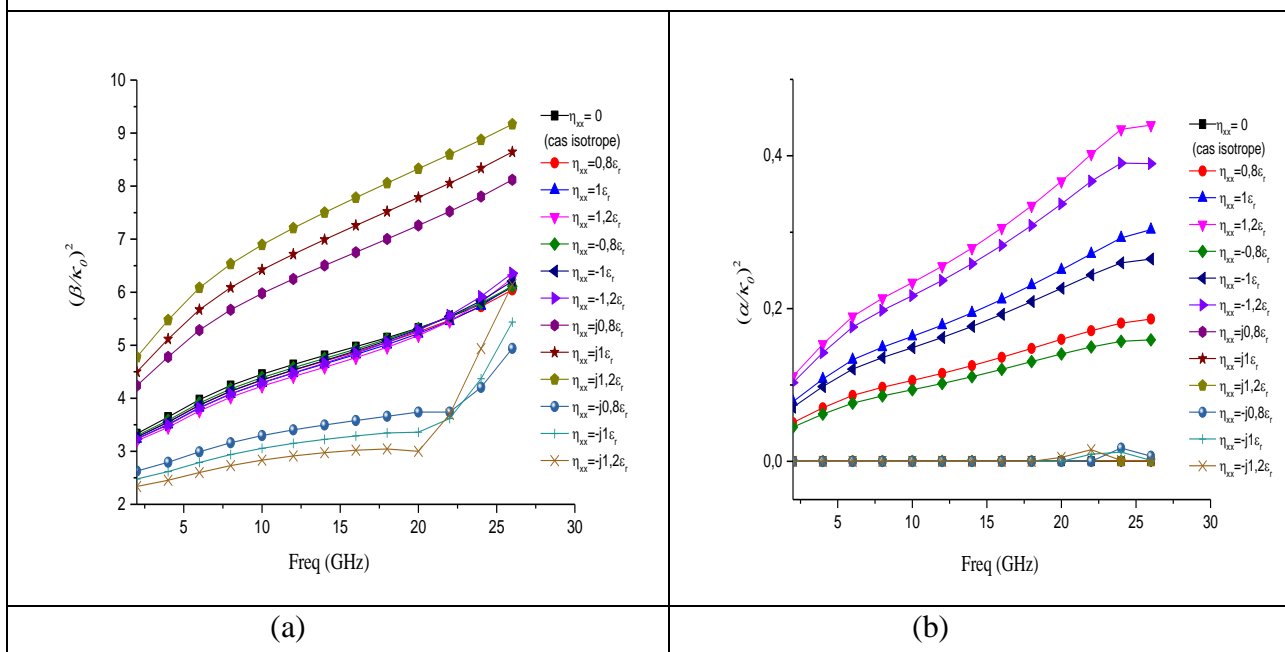 10
9
8
7
6
5
4
3
2
(β/κ₀)²
5
10
15
20
25
30
Freq (GHz)
ηxx= 0
(cas isotrope)
ηxx=0,8εr
ηxx=1εr
ηxx=1,2εr
ηxx=-0,8εr
ηxx=-1εr
ηxx=-1,2εr
ηxx=j0,8εr
ηxx=j1εr
ηxx=j1,2εr
ηxx=-j0,8εr
ηxx=-j1εr
ηxx=-j1,2εr
(a)
0,4
0,2
0,0
(α/κ₀)²
5
10
15
20
25
30
Freq (GHz)
ηxx= 0
(cas isotrope)
ηxx=0,8εr
ηxx=1εr
ηxx=1,2εr
ηxx=-0,8εr
ηxx=-1εr
ηxx=-1,2εr
ηxx=j0,8εr
ηxx=j1εr
ηxx=j1,2εr
ηxx=-j0,8εr
ηxx=-j1εr
ηxx=-j1,2εr
(b)